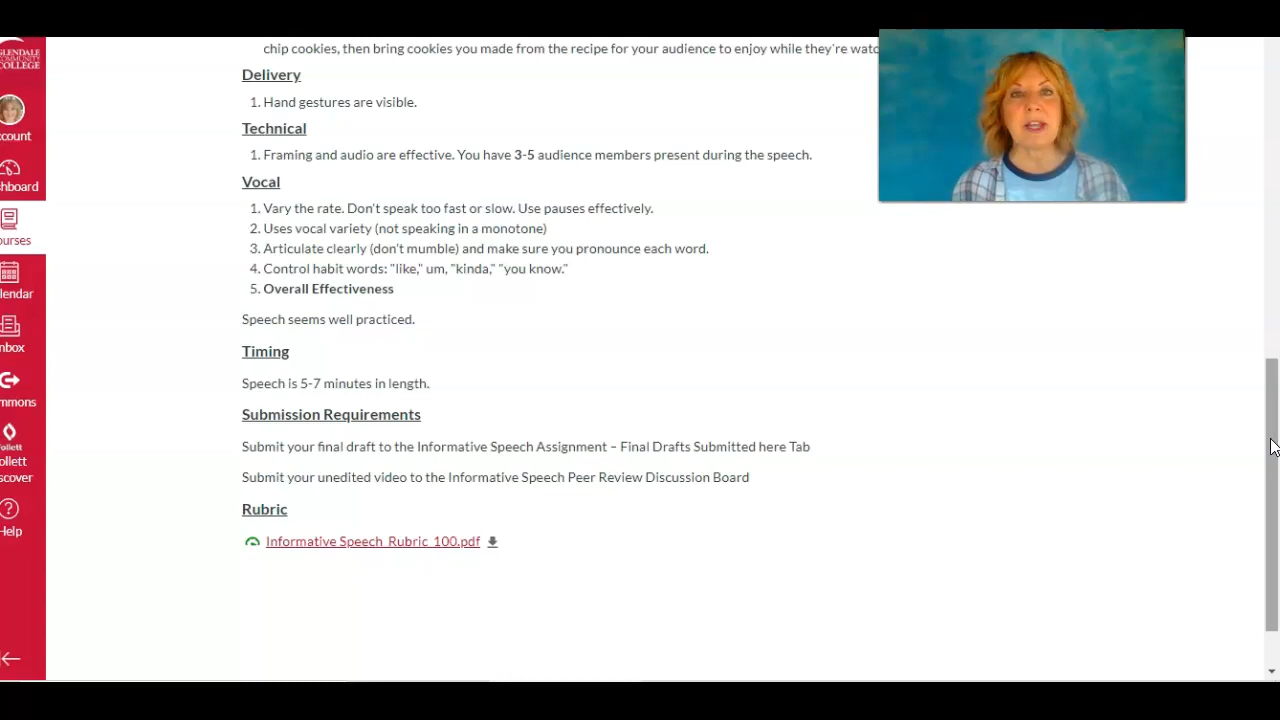 GLENDALE
COMMUNITY
COLLEGE
ccount
shboard
ourses
lendar
nbox
mmons
Follett
ollett
scover
Help
chip cookies, then bring cookies you made from the recipe for your audience to enjoy while they're watc
Delivery
1. Hand gestures are visible.
Technical
1. Framing and audio are effective. You have 3-5 audience members present during the speech.
Vocal
1. Vary the rate. Don't speak too fast or slow. Use pauses effectively.
2. Uses vocal variety (not speaking in a monotone)
3. Articulate clearly (don't mumble) and make sure you pronounce each word.
4. Control habit words: "like," um, "kinda," "you know."
5. Overall Effectiveness
Speech seems well practiced.
Timing
Speech is 5-7 minutes in length.
Submission Requirements
Submit your final draft to the Informative Speech Assignment – Final Drafts Submitted here Tab
Submit your unedited video to the Informative Speech Peer Review Discussion Board
Rubric
Informative Speech_Rubric_100.pdf